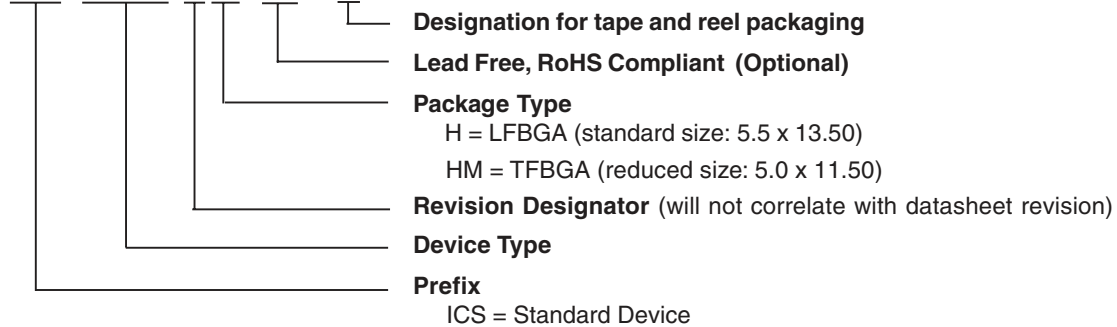 Designation for tape and reel packaging
Lead Free, RoHS Compliant (Optional)
Package Type
H = LFBGA (standard size: 5.5 x 13.50)
HM = TFBGA (reduced size: 5.0 x 11.50)
Revision Designator (will not correlate with datasheet revision)
Device Type
Prefix
ICS = Standard Device